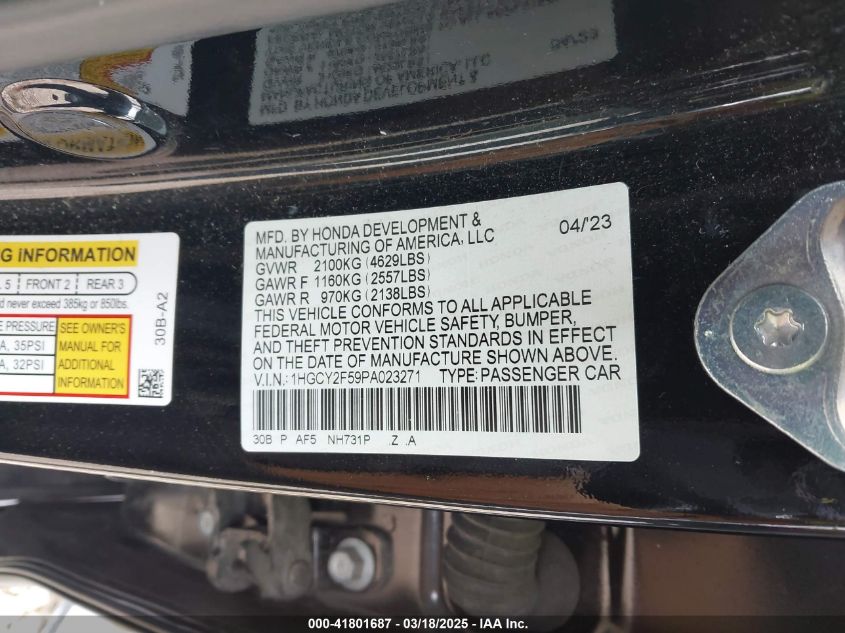 MFD. BY HONDA DEVELOPMENT &
MANUFACTURING OF AMERICA, LLC 04/'23
GVWR 2100KG (4629LBS)
GAWR F 1160KG (2557LBS)
GAWR R 970KG (2138LBS)
THIS VEHICLE CONFORMS TO ALL APPLICABLE
FEDERAL MOTOR VEHICLE SAFETY, BUMPER,
AND THEFT PREVENTION STANDARDS IN EFFECT
ON THE DATE OF MANUFACTURE SHOWN ABOVE.
V.I.N.: 1HGCY2F59PA023271 TYPE: PASSENGER CAR
30B P AF5 NH731P .Z .A
INFORMATION
5 FRONT 2 REAR 3
never exceed 385kg or 850lbs.
PRESSURE
35PSI
32PSI
SEE OWNER'S
MANUAL FOR
ADDITIONAL
INFORMATION
30B-A2
000-41801687 - 03/18/2025 - IAA Inc.